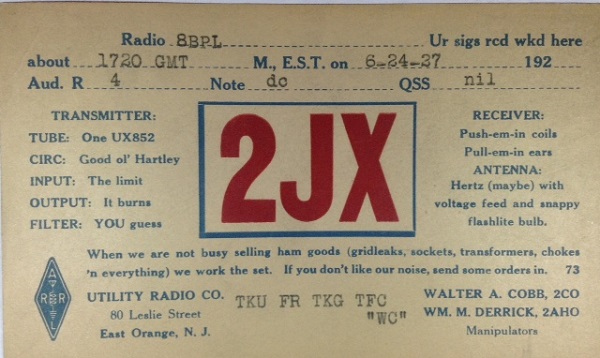 Radio 8BPL Ur sigs rcd wkd here
about 1720 GMT M., E.S.T. on 6-24-27 192
Aud. R 4 Note dc QSS nil
TRANSMITTER:
TUBE: One UX852
CIRC: Good ol' Hartley
INPUT: The limit
OUTPUT: It burns
FILTER: YOU guess
2JX
RECEIVER:
Push-em-in coils
Pull-em-in ears
ANTENNA:
Hertz (maybe) with
voltage feed and snappy
flashlite bulb.
When we are not busy selling ham goods (gridleaks, sockets, transformers, chokes
'n everything) we work the set. If you don't like our noise, send some orders in. 73
A
R R
L
UTILITY RADIO CO.
80 Leslie Street
East Orange, N. J.
TKU FR TKG TFC
"WC"
WALTER A. COBB, 2CO
WM. M. DERRICK, 2AHO
Manipulators